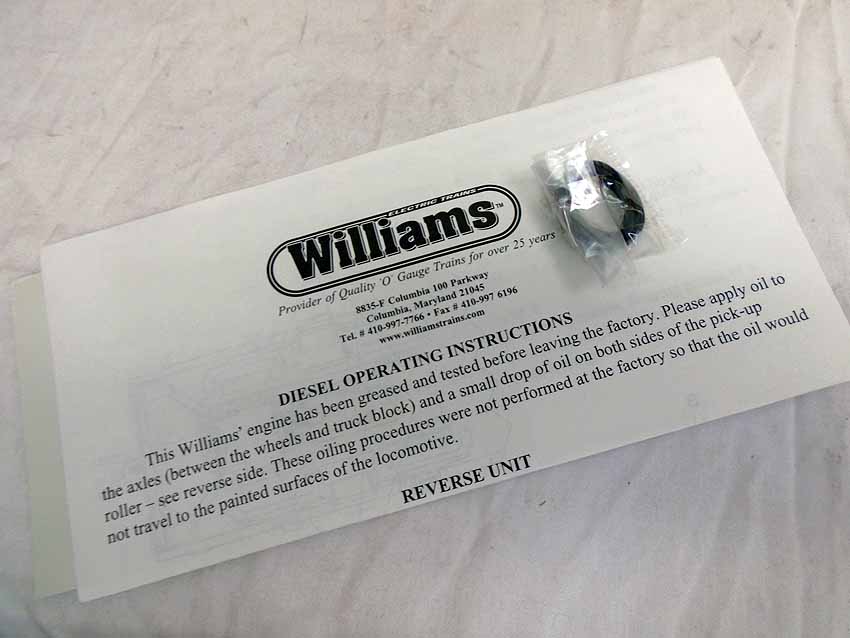 ELECTRIC TRAINS
Williams™
Provider of Quality 'O' Gauge Trains for over 25 years
8835-F Columbia 100 Parkway
Columbia, Maryland 21045
Tel. # 410-997-7766 • Fax # 410-997 6196
www.williamstrains.com
DIESEL OPERATING INSTRUCTIONS
This Williams' engine has been greased and tested before leaving the factory. Please apply oil to
the axles (between the wheels and truck block) and a small drop of oil on both sides of the pick-up
roller – see reverse side. These oiling procedures were not performed at the factory so that the oil would
not travel to the painted surfaces of the locomotive.
REVERSE UNIT